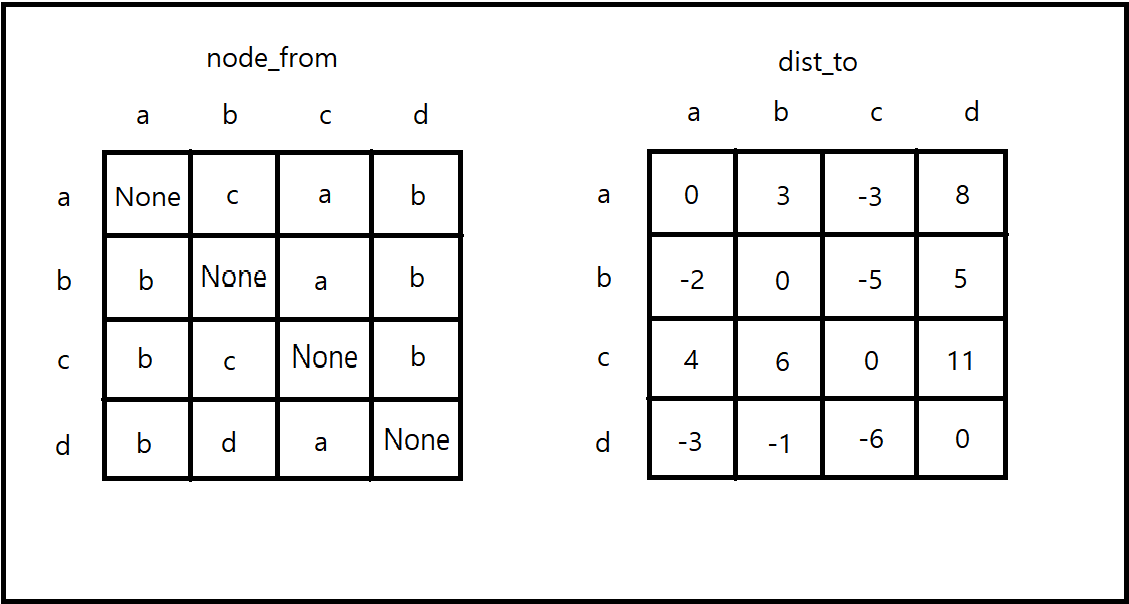 node_from dist_to
a b c d a b c d
a None c a b a 0 3 -3 8
b b None a b b -2 0 -5 5
c b c None b c 4 6 0 11
d b d a None d -3 -1 -6 0